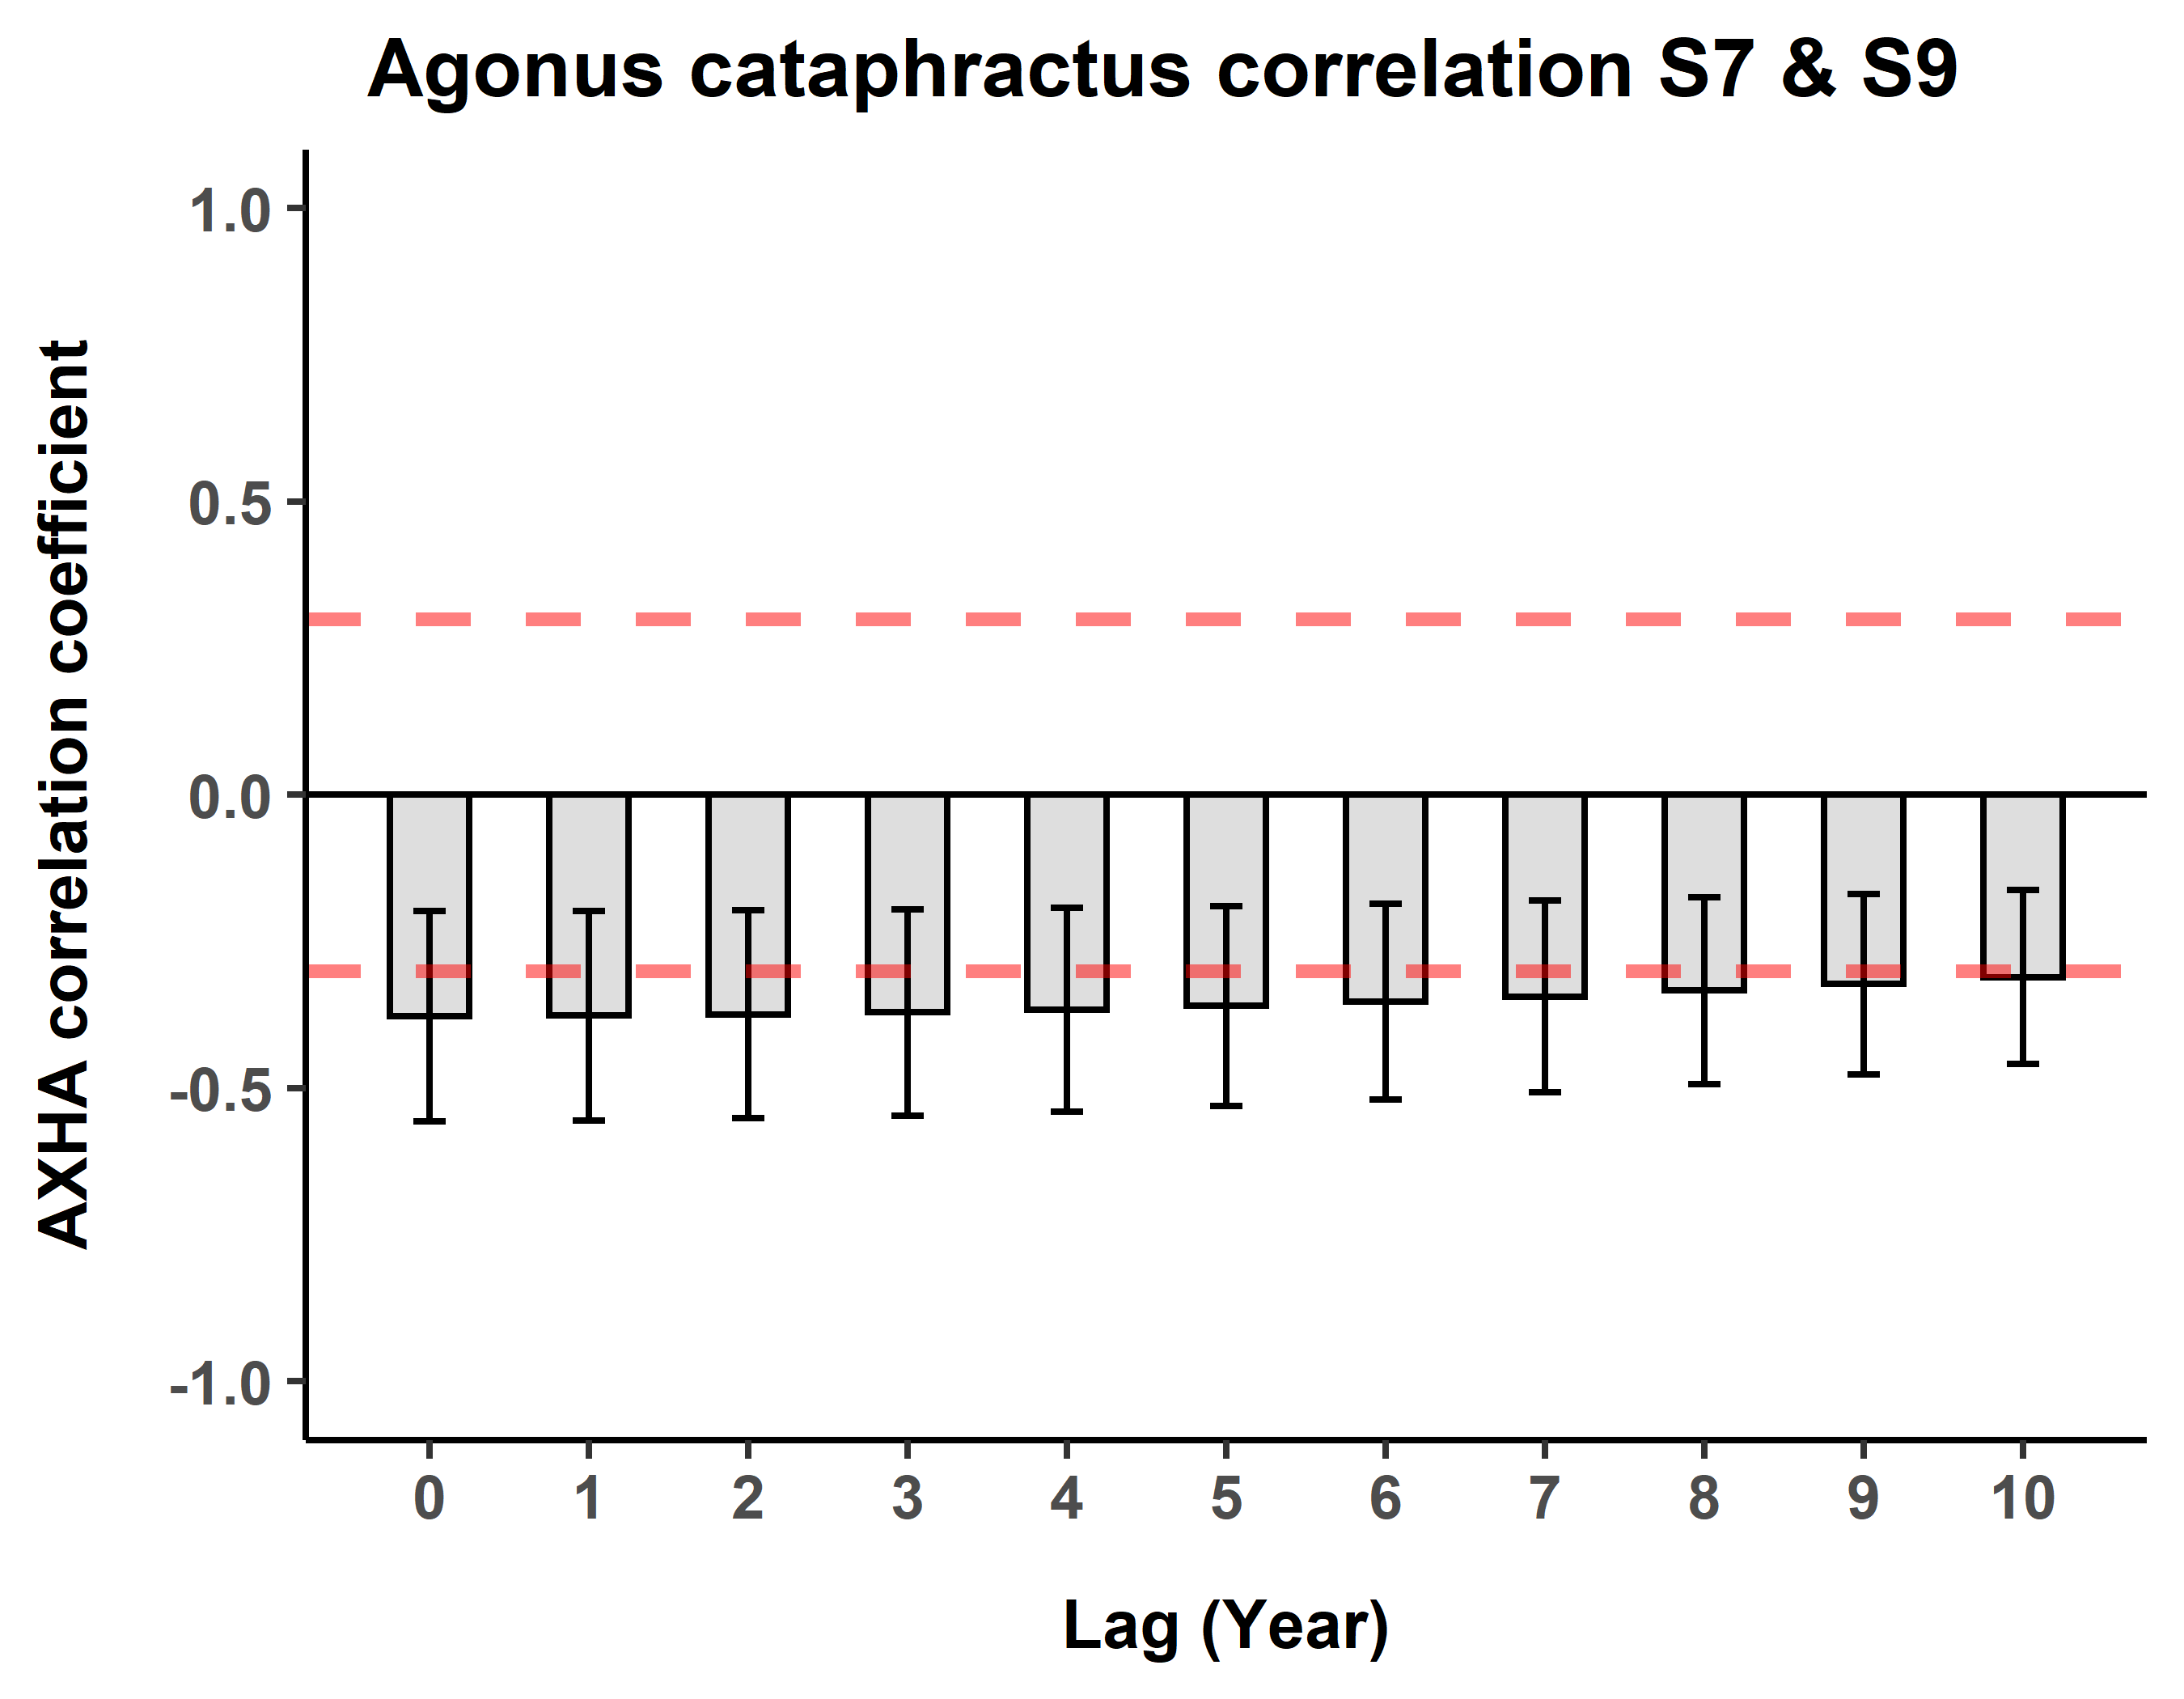 Agonus cataphractus correlation S7 & S9
AXHA correlation coefficient
1.0
0.5
0.0
-0.5
-1.0
0 1 2 3 4 5 6 7 8 9 10
Lag (Year)